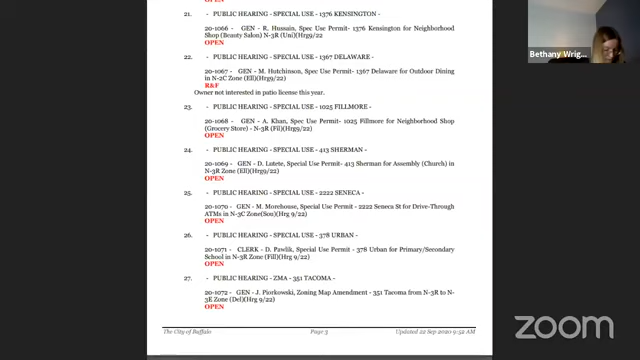 21. - PUBLIC HEARING - SPECIAL USE - 1376 KENSINGTON -
20-1066 - GEN - R. Hussain, Spec Use Permit- 1376 Kensington for Neighborhood
Shop (Beauty Salon) N-3R (Uni)(Hrg9/22
OPEN
22. - PUBLIC HEARING - SPECIAL USE - 1367 DELAWARE -
20-1067 - GEN - M. Hutchinson, Spec Use Permit- 1367 Delaware for Outdoor Dining
in N-2C Zone (Ell)(Hrg9/22)
R&F
Owner not interested in patio license this year.
23. - PUBLIC HEARING - SPECIAL USE - 1025 FILLMORE -
20-1068 - GEN - A. Khan, Spec Use Permit- 1025 Fillmore for Neighborhood Shop
(Grocery Store) - N-3R (Fil)(Hrg9/22)
OPEN
24. - PUBLIC HEARING - SPECIAL USE - 413 SHERMAN -
20-1069 - GEN - D. Lutete, Special Use Permit- 413 Sherman for Assembly (Church) in
N-3R Zone (Ell)(Hrg9/22)
OPEN
25. - PUBLIC HEARING - SPECIAL USE - 2222 SENECA -
20-1070 - GEN - M. Morehouse, Special Use Permit - 2222 Seneca St for Drive-Through
ATMs in N-3C Zone(Sou)(Hrg 9/22)
OPEN
26. - PUBLIC HEARING - SPECIAL USE - 378 URBAN -
20-1071 - CLERK - D. Pawlik, Special Use Permit - 378 Urban for Primary/Secondary
School in N-3R Zone (Fill)(Hrg 9/22)
OPEN
27. - PUBLIC HEARING - ZMA - 351 TACOMA -
20-1072 - GEN - J. Piorkowski, Zoning Map Amendment - 351 Tacoma from N-3R to N-
3E Zone (Del)(Hrg 9/22)
OPEN
The City of Buffalo Page 3 Updated 22 Sep 2020 9:52 AM
Bethany Wrig...
zoom